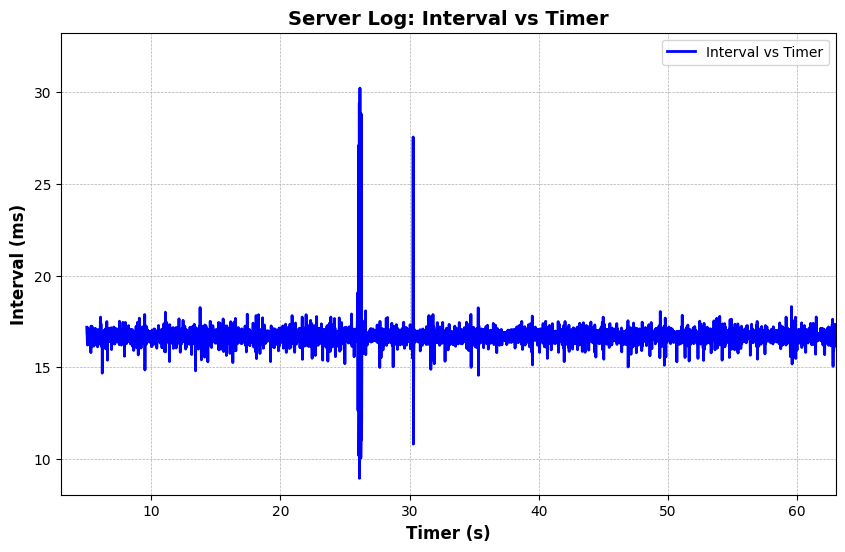 Server Log: Interval vs Timer
Interval vs Timer
30
25
20
15
10
Interval (ms)
10 20 30 40 50 60
Timer (s)